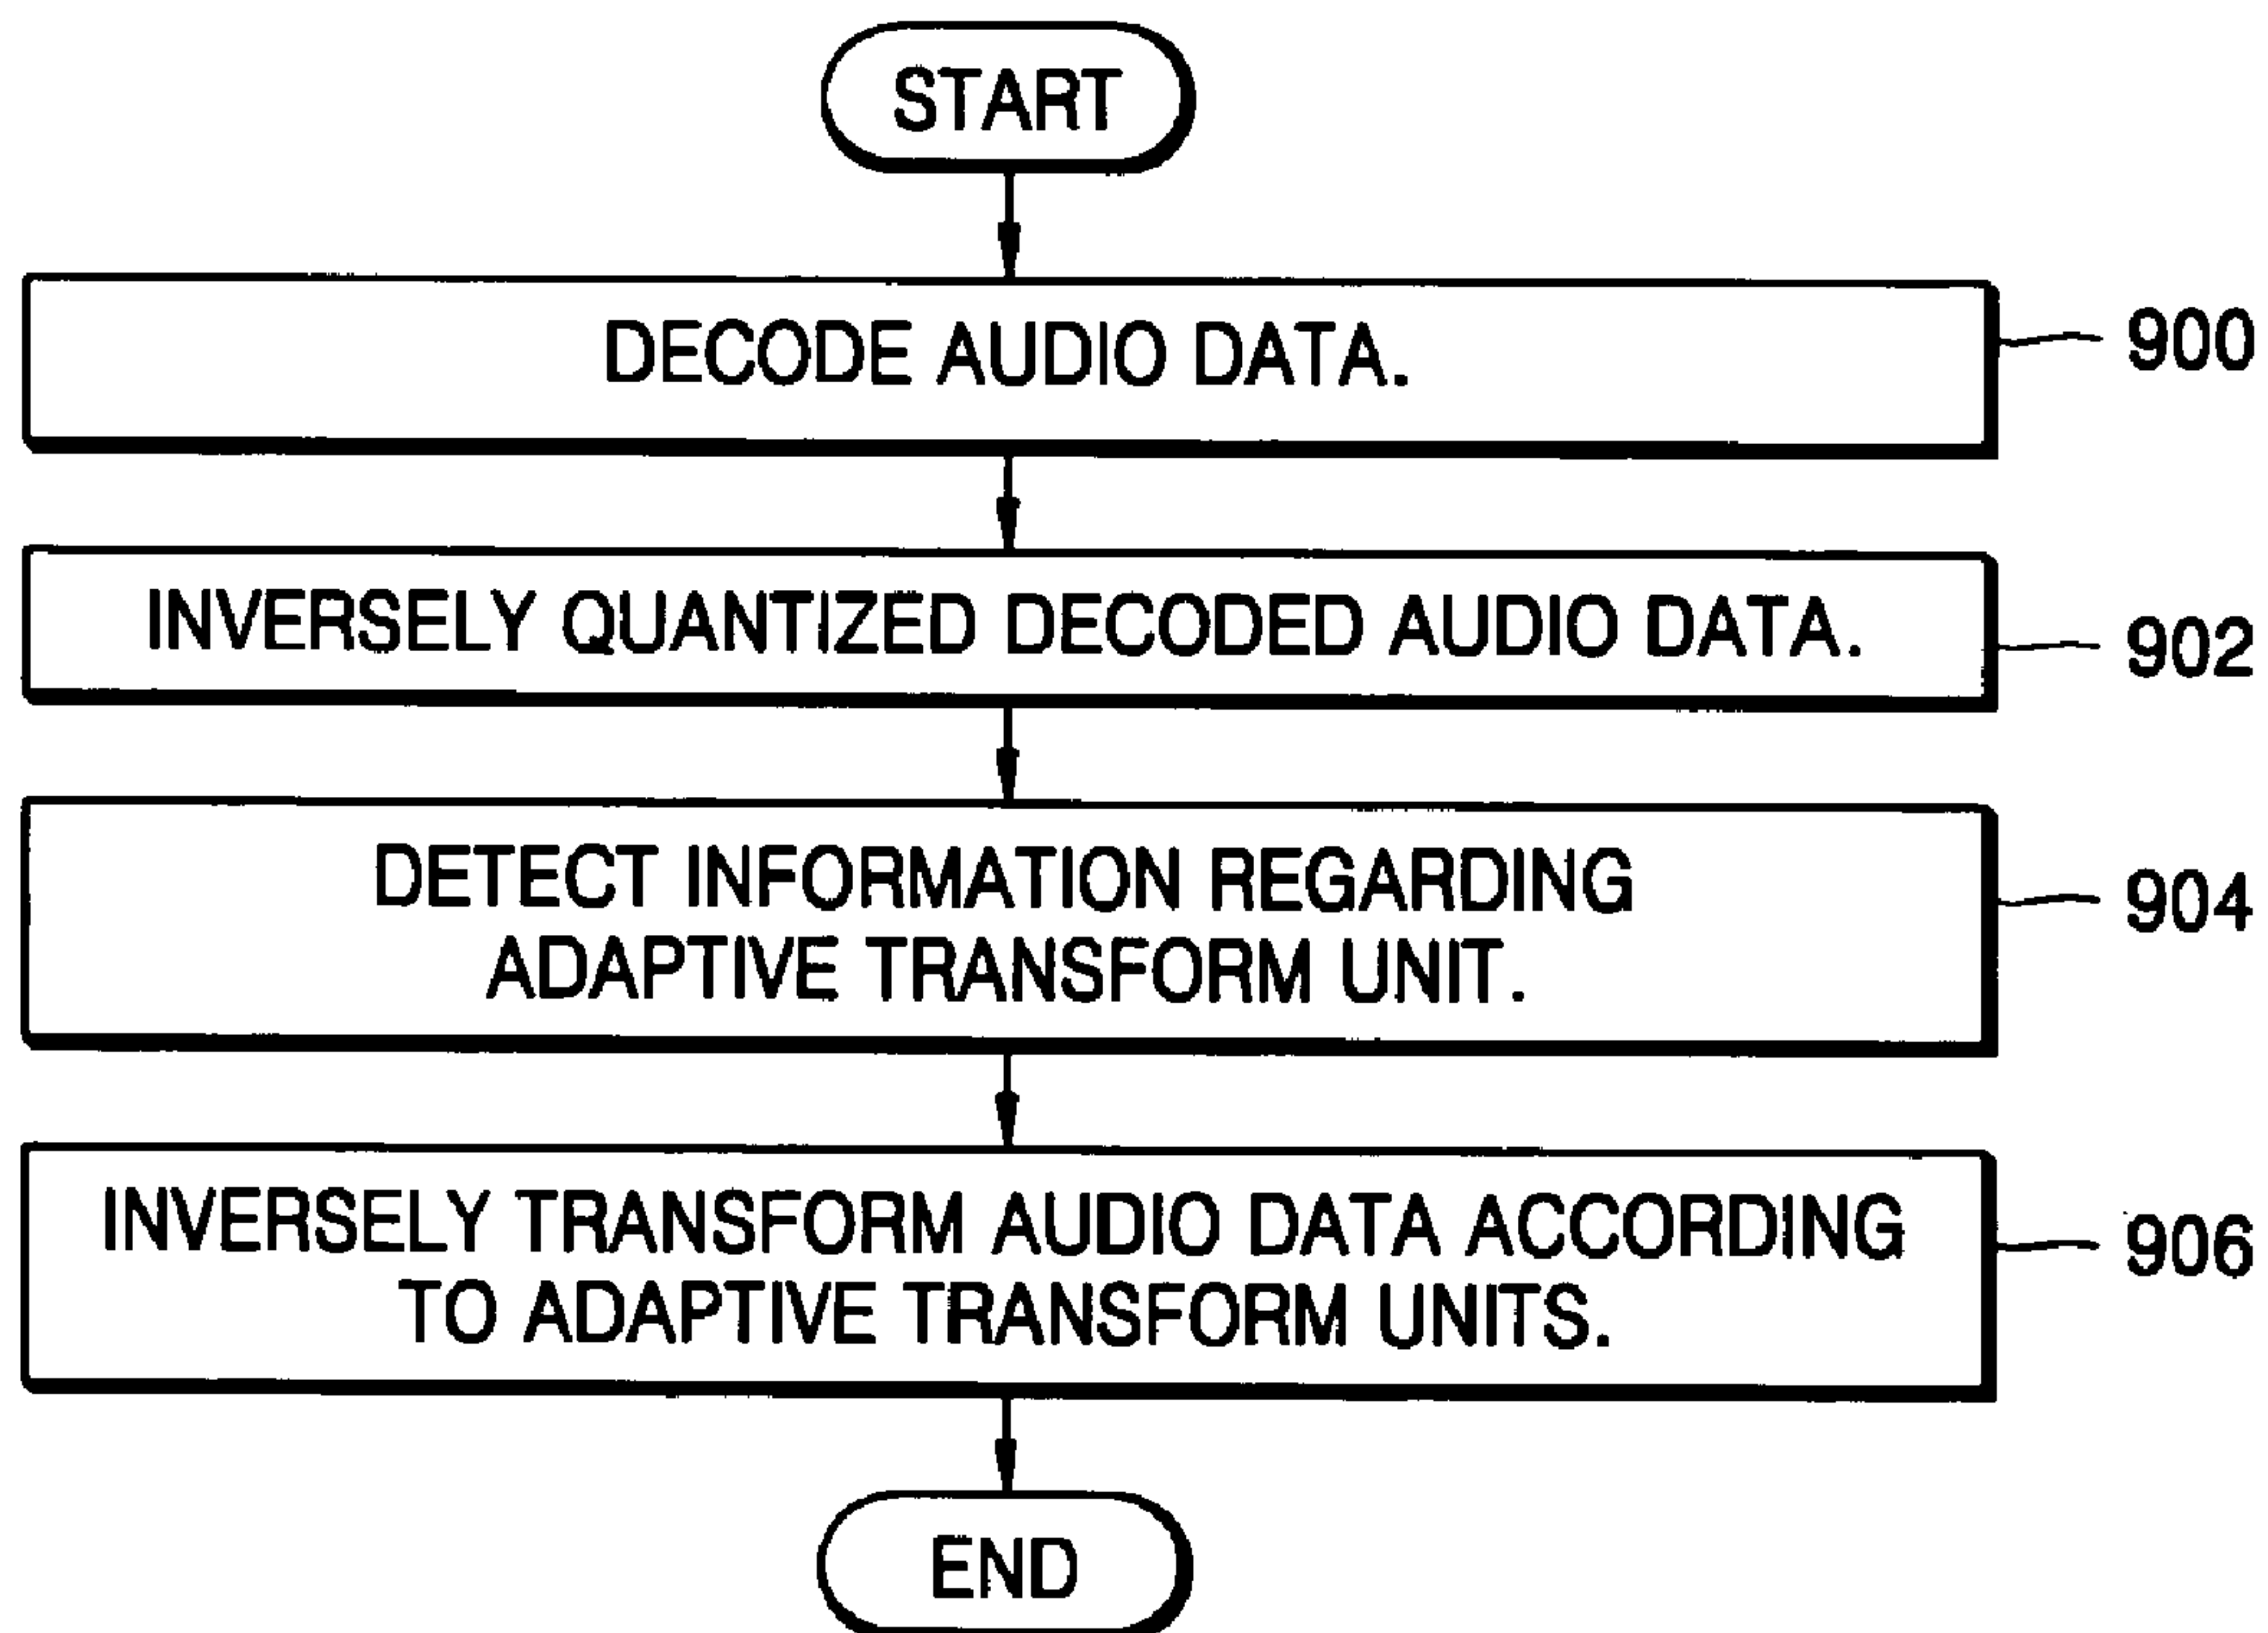 START
DECODE AUDIO DATA.
900
INVERSELY QUANTIZED DECODED AUDIO DATA.
902
DETECT INFORMATION REGARDING
ADAPTIVE TRANSFORM UNIT.
904
INVERSELY TRANSFORM AUDIO DATA ACCORDING
TO ADAPTIVE TRANSFORM UNITS.
906
END